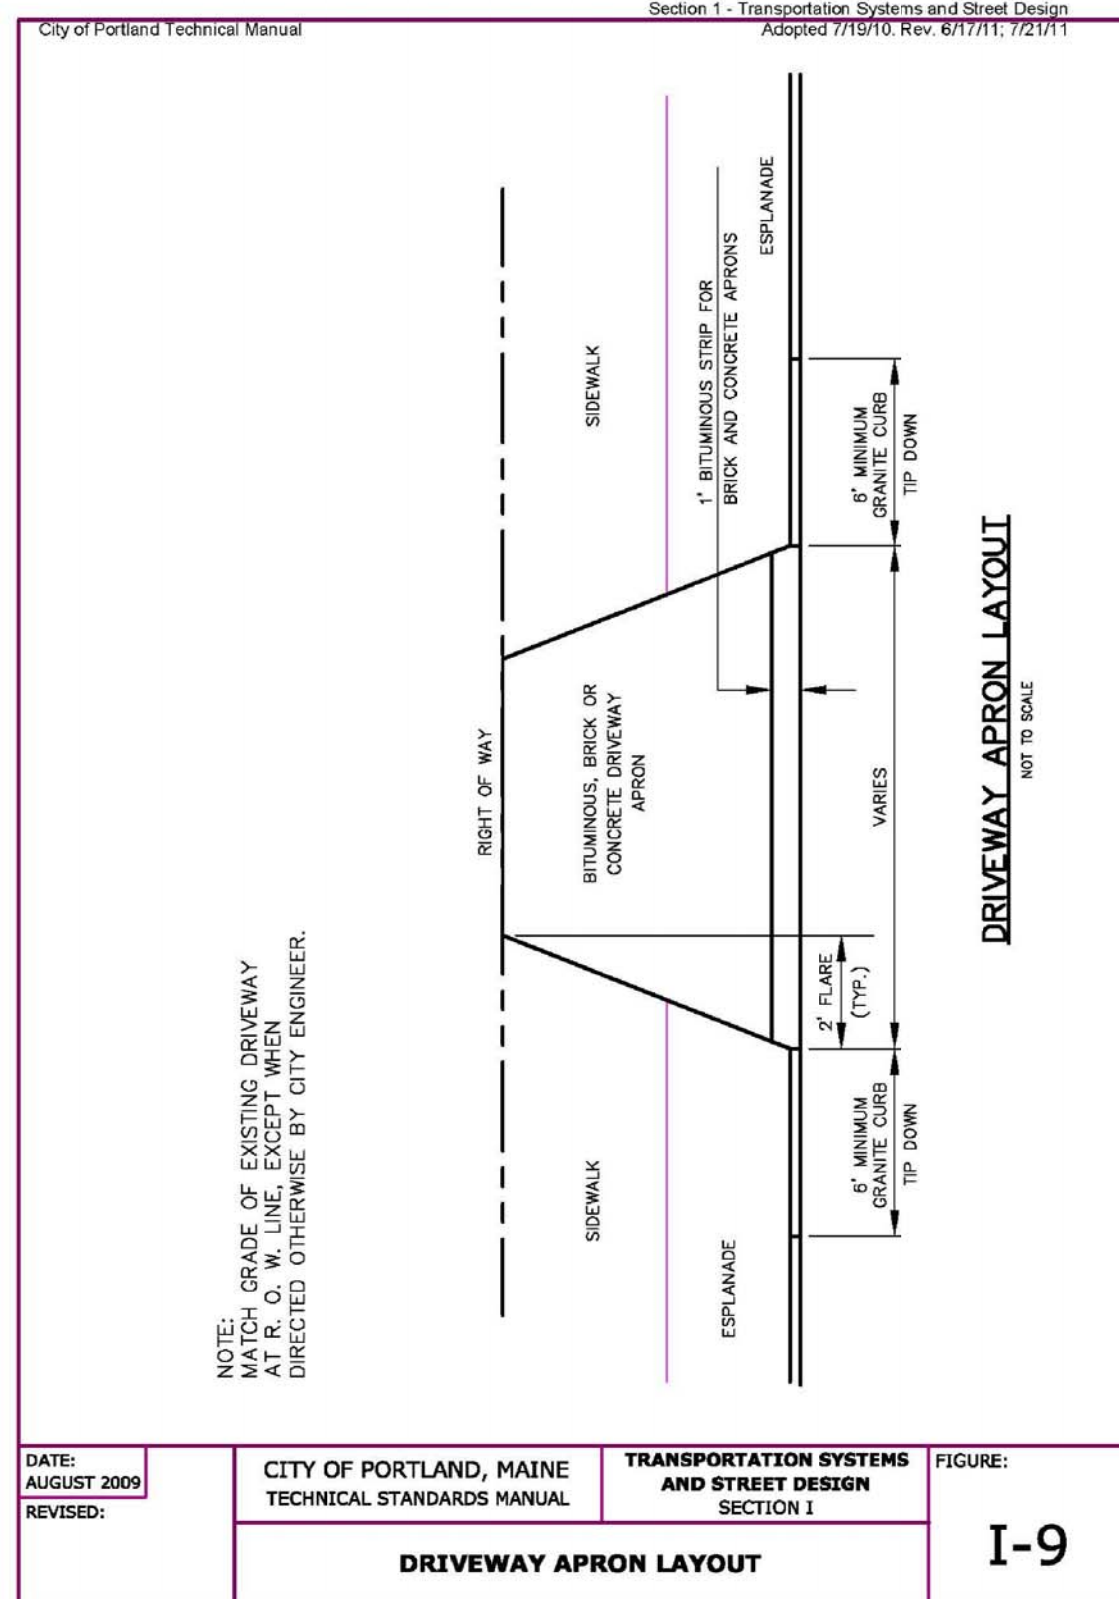 Section 1 - Transportation Systems and Street Design
City of Portland Technical Manual
Adopted 7/19/10. Rev. 6/17/11; 7/21/11
NOTE:
MATCH GRADE OF EXISTING DRIVEWAY
AT R. O. W. LINE, EXCEPT WHEN
DIRECTED OTHERWISE BY CITY ENGINEER.
RIGHT OF WAY
SIDEWALK
BITUMINOUS, BRICK OR
CONCRETE DRIVEWAY
APRON
SIDEWALK
ESPLANADE
1' BITUMINOUS STRIP FOR
BRICK AND CONCRETE APRONS
ESPLANADE
2' FLARE
(TYP.)
6' MINIMUM
GRANITE CURB
TIP DOWN
VARIES
6' MINIMUM
GRANITE CURB
TIP DOWN
DRIVEWAY APRON LAYOUT
NOT TO SCALE
DATE:
AUGUST 2009
REVISED:
CITY OF PORTLAND, MAINE
TECHNICAL STANDARDS MANUAL
TRANSPORTATION SYSTEMS
AND STREET DESIGN
SECTION I
DRIVEWAY APRON LAYOUT
FIGURE:
I-9